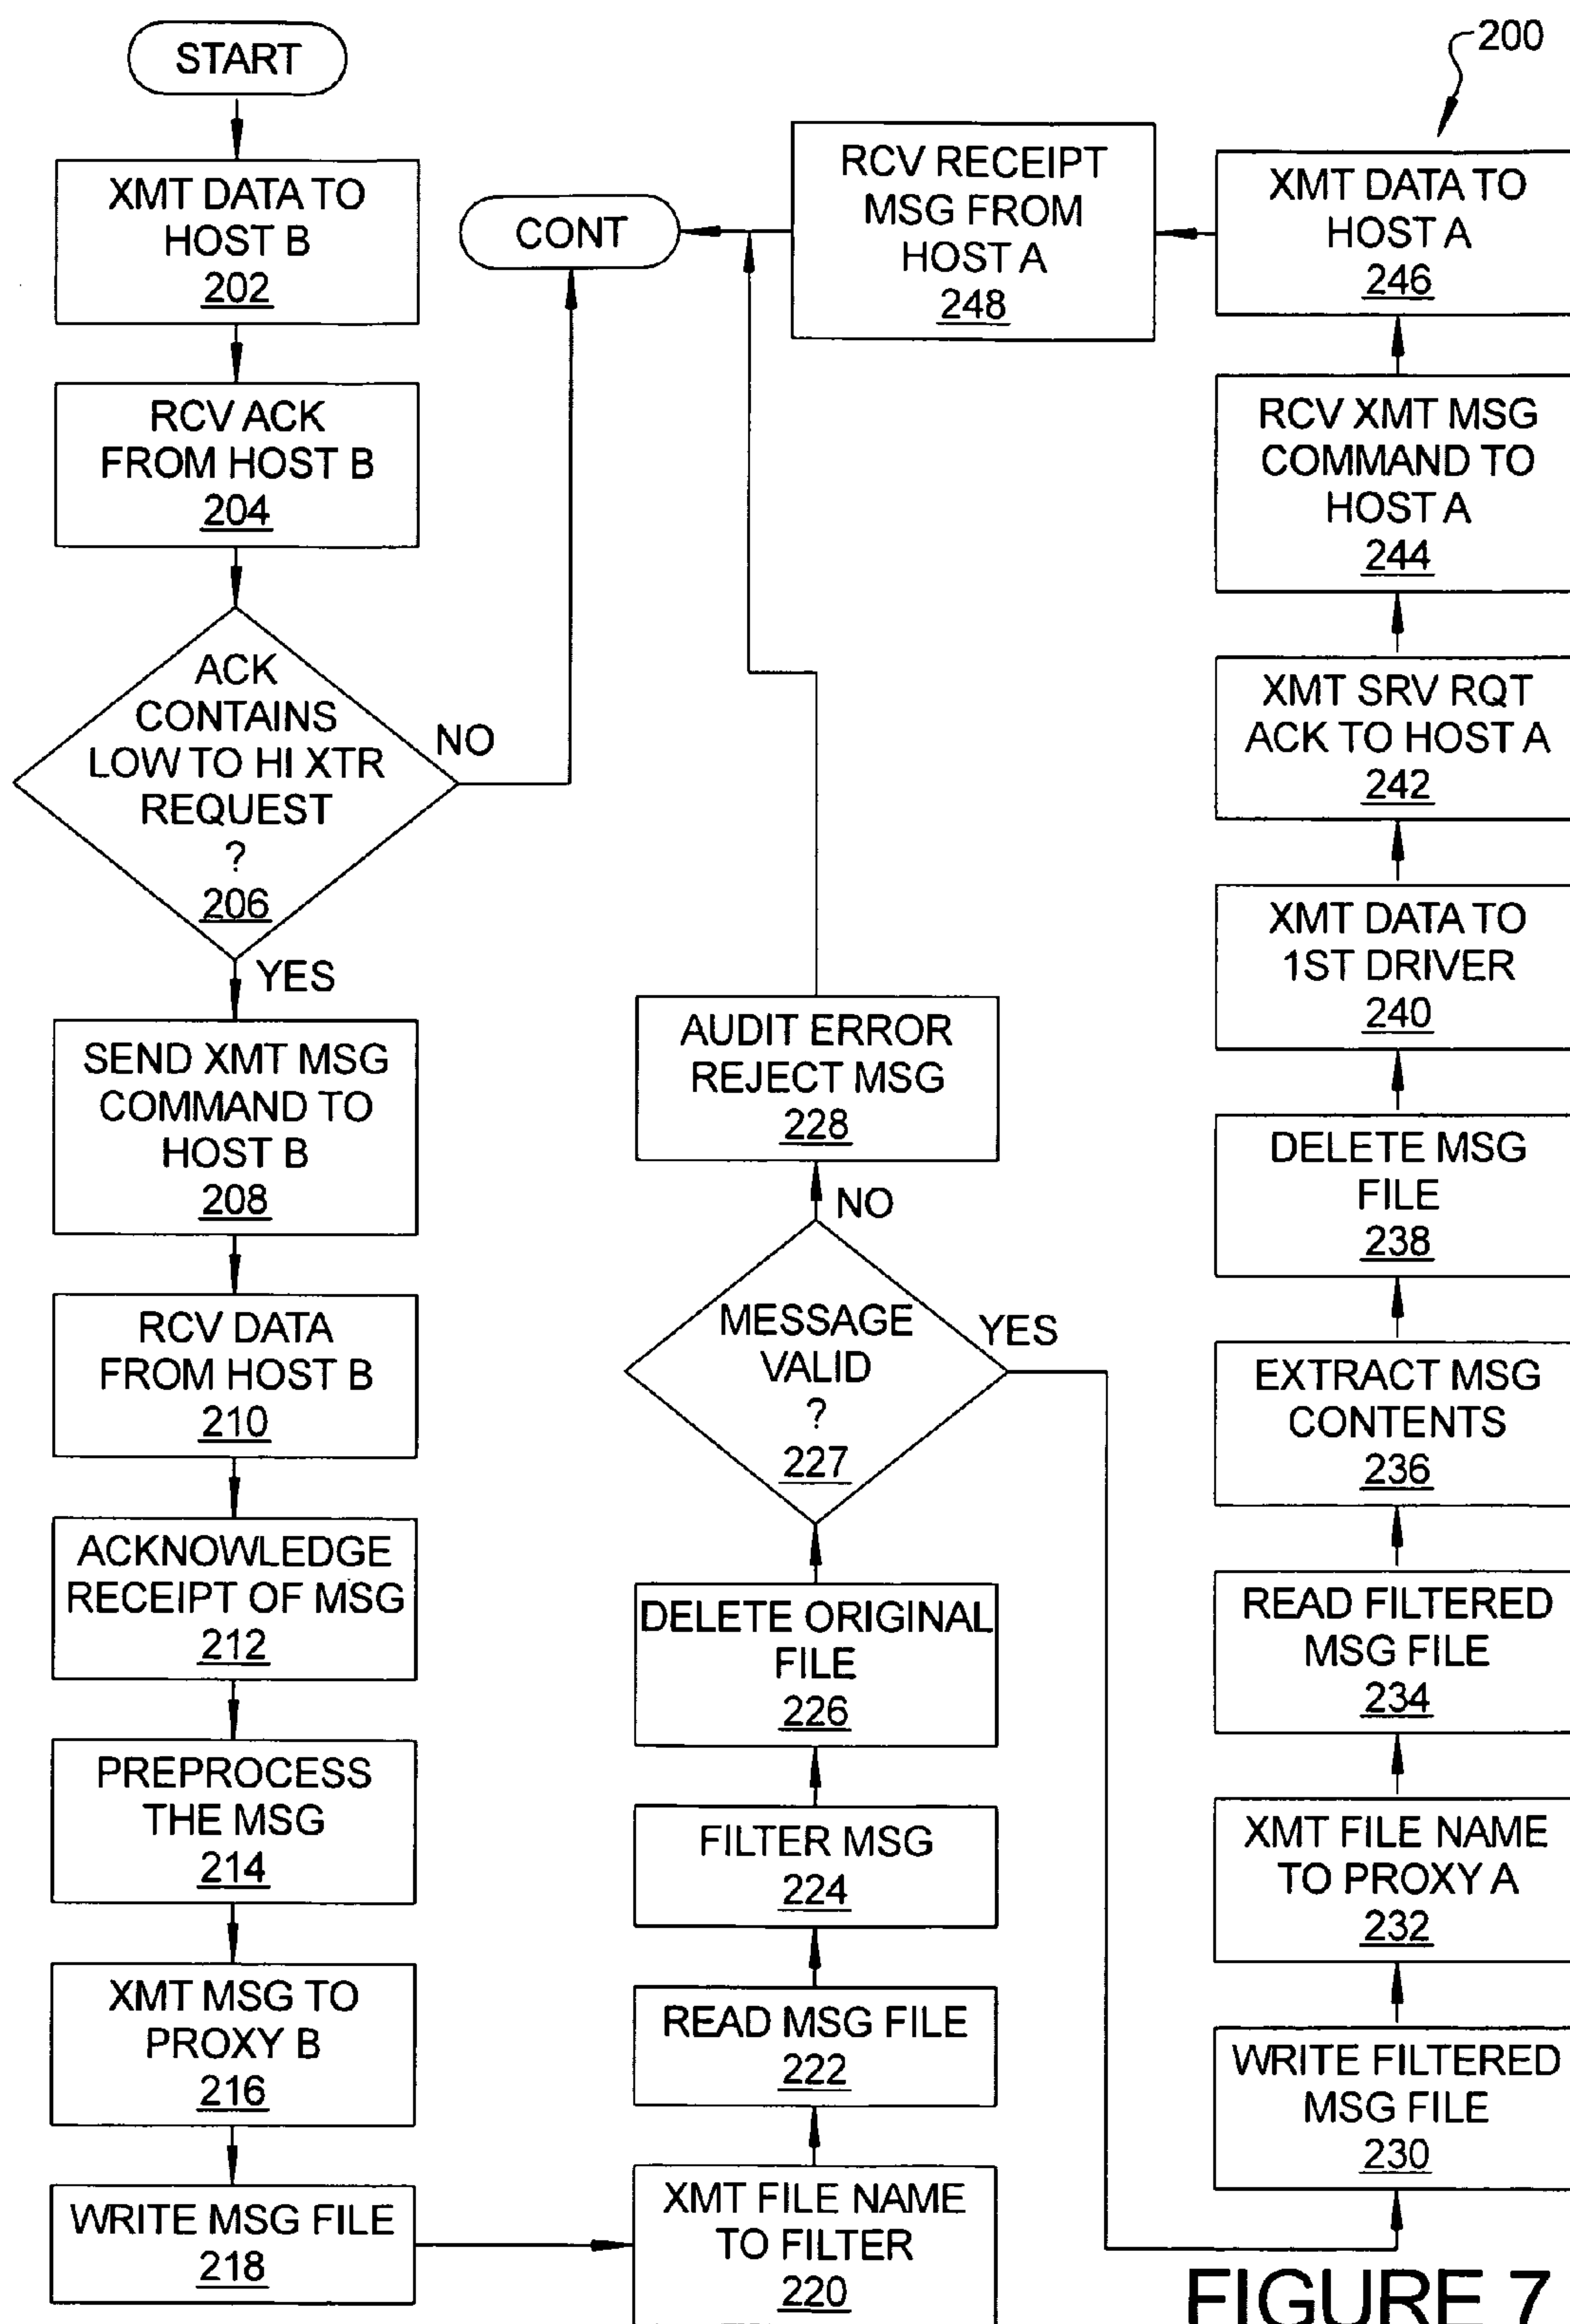 START
XMT DATA TO
HOST B
202
RCV ACK
FROM HOST B
204
ACK
CONTAINS
LOW TO HI XTR
REQUEST
?
206
NO
YES
SEND XMT MSG
COMMAND TO
HOST B
208
RCV DATA
FROM HOST B
210
ACKNOWLEDGE
RECEIPT OF MSG
212
PREPROCESS
THE MSG
214
XMT MSG TO
PROXY B
216
WRITE MSG FILE
218
XMT FILE NAME
TO FILTER
220
READ MSG FILE
222
FILTER MSG
224
DELETE ORIGINAL
FILE
226
MESSAGE
VALID
?
227
NO
YES
AUDIT ERROR
REJECT MSG
228
WRITE FILTERED
MSG FILE
230
XMT FILE NAME
TO PROXY A
232
READ FILTERED
MSG FILE
234
EXTRACT MSG
CONTENTS
236
DELETE MSG
FILE
238
XMT DATA TO
1ST DRIVER
240
XMT SRV RQT
ACK TO HOST A
242
RCV XMT MSG
COMMAND TO
HOST A
244
XMT DATA TO
HOST A
246
RCV RECEIPT
MSG FROM
HOST A
248
CONT
200
FIGURE 7